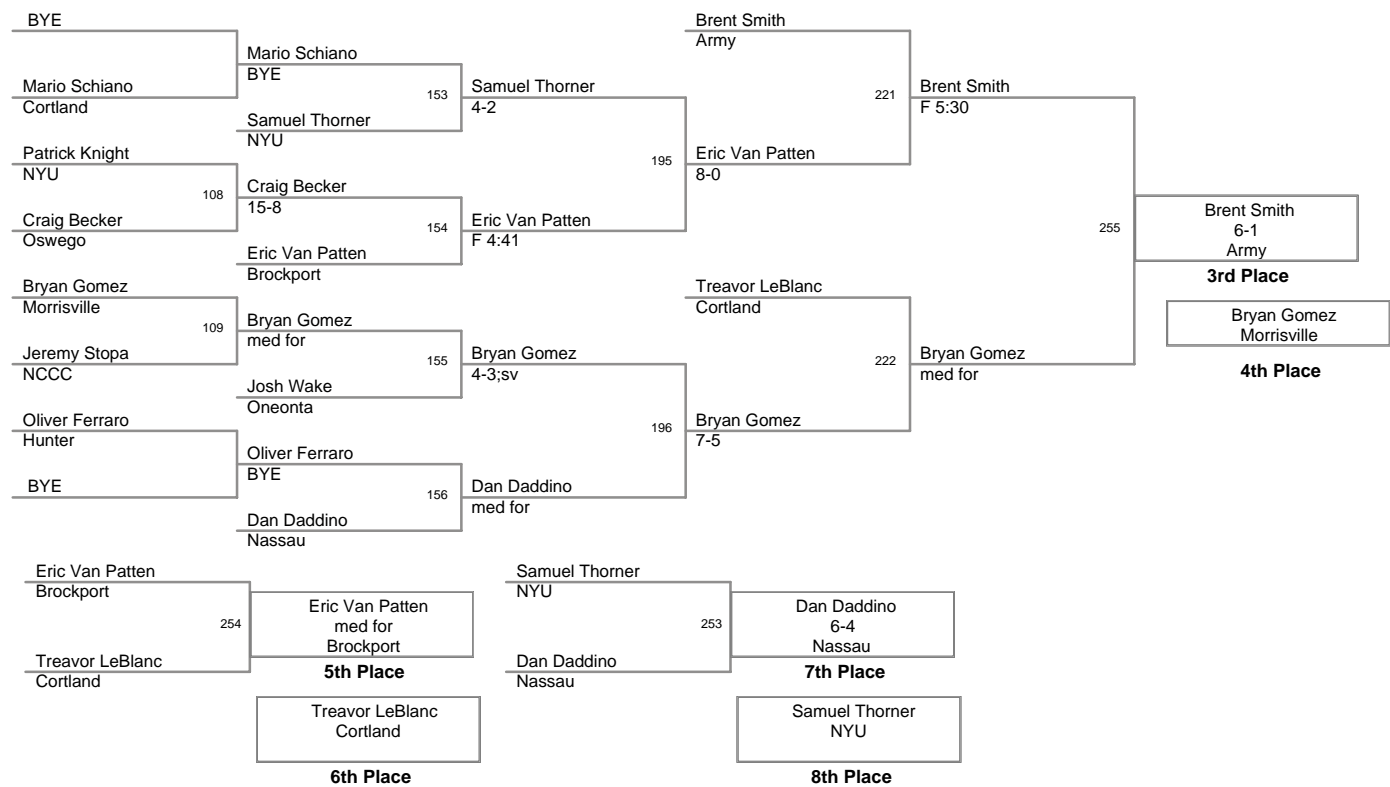 BYE
Mario Schiano
Cortland
Mario Schiano
BYE
153
Samuel Thorner
NYU
Samuel Thorner
4-2
Patrick Knight
NYU
108
Craig Becker
Oswego
Craig Becker
15-8
154
Eric Van Patten
Brockport
Eric Van Patten
F 4:41
195
Bryan Gomez
Morrisville
109
Jeremy Stopa
NCCC
Bryan Gomez
med for
155
Josh Wake
Oneonta
Bryan Gomez
4-3;sv
Oliver Ferraro
Hunter
BYE
Oliver Ferraro
BYE
156
Dan Daddino
Nassau
Dan Daddino
med for
196
Brent Smith
Army
221
Eric Van Patten
8-0
Brent Smith
F 5:30
Treavor LeBlanc
Cortland
222
Bryan Gomez
7-5
Bryan Gomez
med for
255
Brent Smith
6-1
Army
3rd Place
Bryan Gomez
Morrisville
4th Place
Eric Van Patten
Brockport
254
Treavor LeBlanc
Cortland
Eric Van Patten
med for
Brockport
5th Place
Treavor LeBlanc
Cortland
6th Place
Samuel Thorner
NYU
253
Dan Daddino
Nassau
Dan Daddino
6-4
Nassau
7th Place
Samuel Thorner
NYU
8th Place